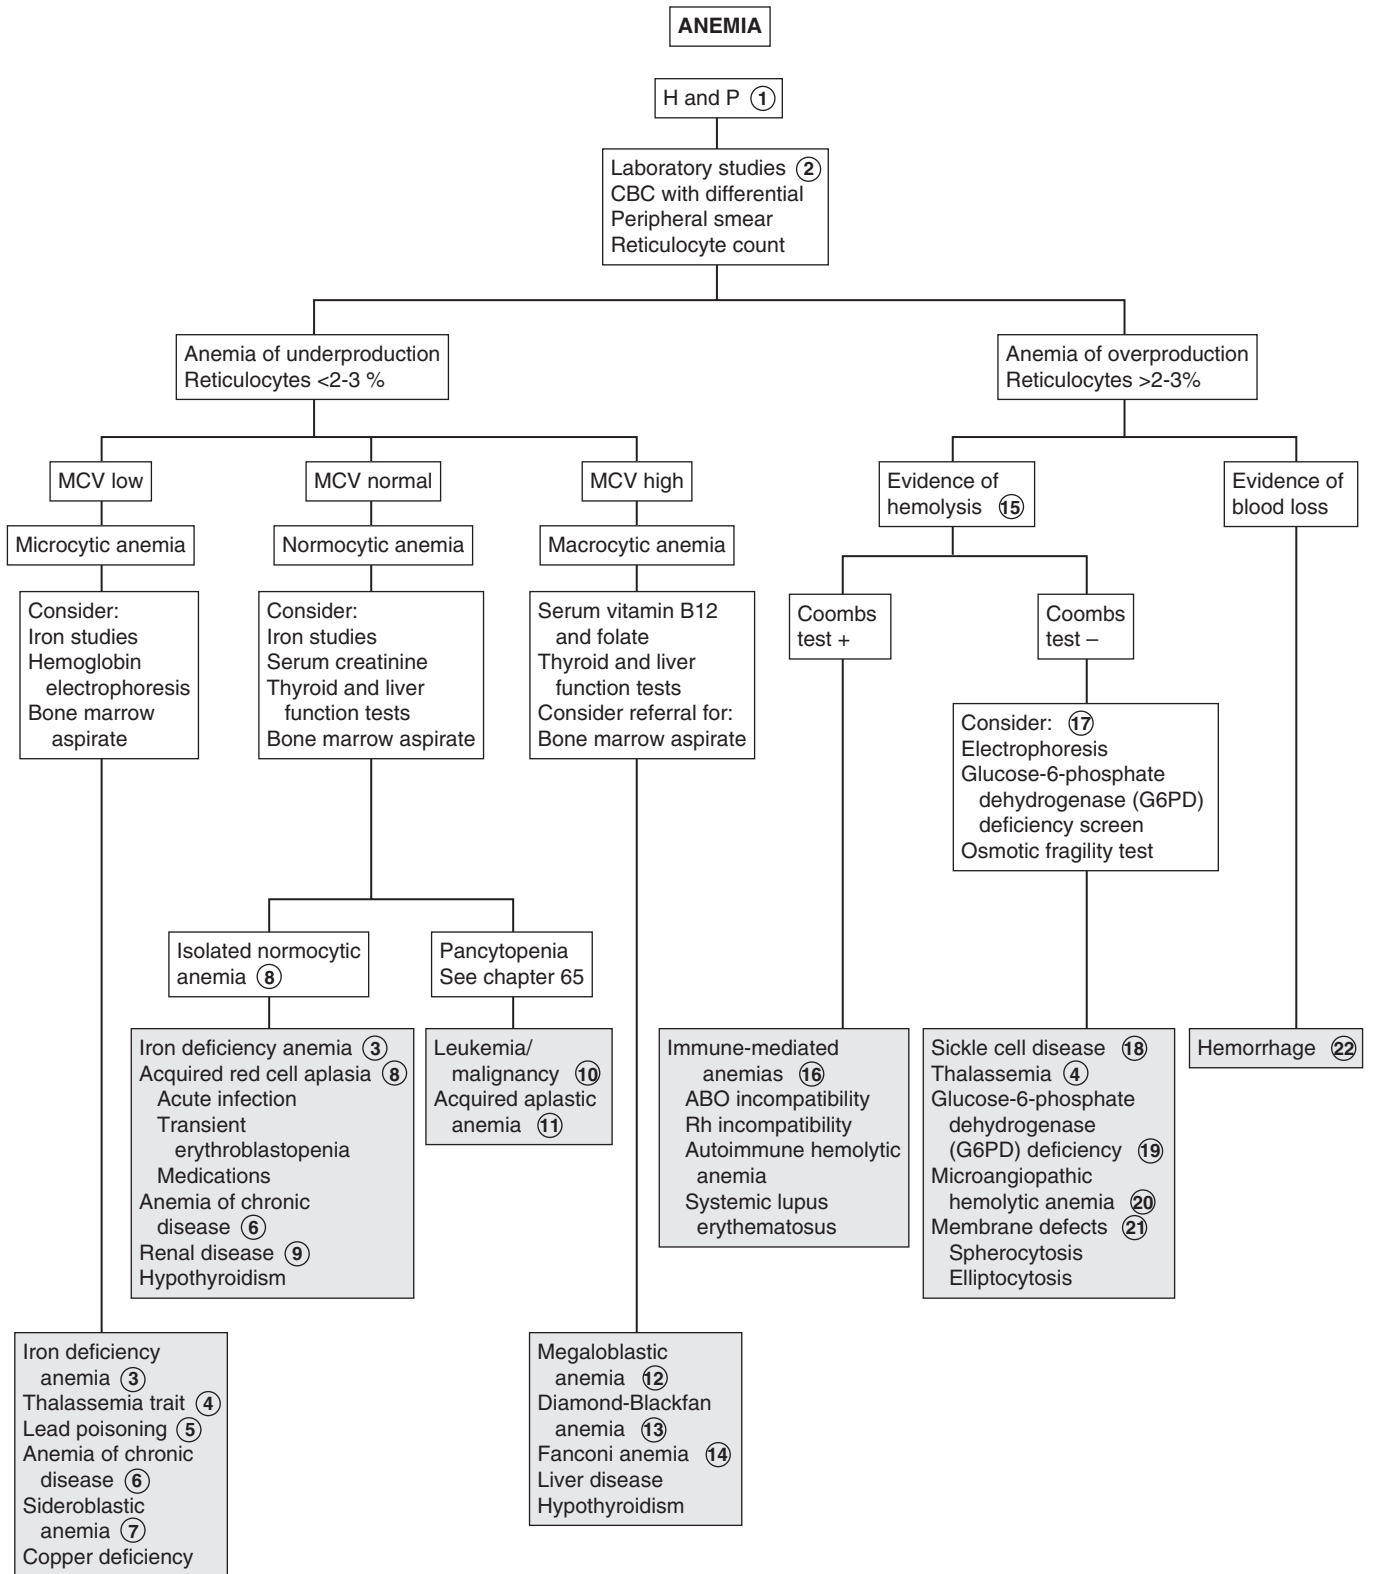 ANEMIA
H and P 1
Laboratory studies 2
CBC with differential
Peripheral smear
Reticulocyte count
Anemia of underproduction
Reticulocytes <2-3 %
Anemia of overproduction
Reticulocytes >2-3%
MCV low
MCV normal
MCV high
Evidence of
hemolysis 15
Evidence of
blood loss
Microcytic anemia
Normocytic anemia
Macrocytic anemia
Consider:
Iron studies
Hemoglobin
electrophoresis
Bone marrow
aspirate
Consider:
Iron studies
Serum creatinine
Thyroid and liver
function tests
Bone marrow aspirate
Serum vitamin B12
and folate
Thyroid and liver
function tests
Consider referral for:
Bone marrow aspirate
Coombs
test +
Coombs
test –
Consider: 17
Electrophoresis
Glucose-6-phosphate
dehydrogenase (G6PD)
deficiency screen
Osmotic fragility test
Isolated normocytic
anemia 8
Pancytopenia
See chapter 65
Iron deficiency anemia 3
Acquired red cell aplasia 8
Acute infection
Transient
erythroblastopenia
Medications
Anemia of chronic
disease 6
Renal disease 9
Hypothyroidism
Leukemia/
malignancy 10
Acquired aplastic
anemia 11
Immune-mediated
anemias 16
ABO incompatibility
Rh incompatibility
Autoimmune hemolytic
anemia
Systemic lupus
erythematosus
Sickle cell disease 18
Thalassemia 4
Glucose-6-phosphate
dehydrogenase
(G6PD) deficiency 19
Microangiopathic
hemolytic anemia 20
Membrane defects 21
Spherocytosis
Elliptocytosis
Hemorrhage 22
Iron deficiency
anemia 3
Thalassemia trait 4
Lead poisoning 5
Anemia of chronic
disease 6
Sideroblastic
anemia 7
Copper deficiency
Megaloblastic
anemia 12
Diamond-Blackfan
anemia 13
Fanconi anemia 14
Liver disease
Hypothyroidism